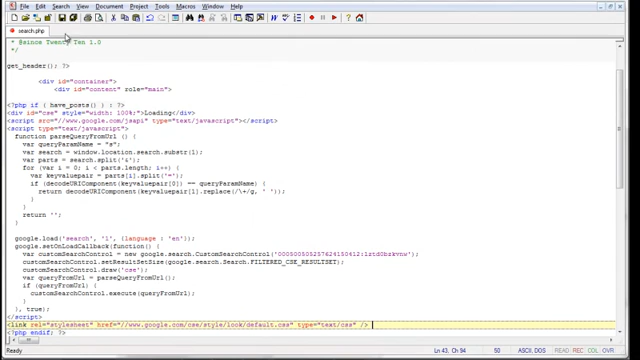 File Edit Search View Document Project Tools Macros Window Help
search.php
* @since Twenty Ten 1.0
*/
get_header(); ?>
<div id="container">
<div id="content" role="main">
<?php if ( have_posts() ) : ?>
<div id="cse" style="width: 100%;">Loading</div>
<script src="//www.google.com/jsapi" type="text/javascript"></script>
<script type="text/javascript">
function parseQueryFromUrl () {
var queryParamName = "s";
var search = window.location.search.substr(1);
var parts = search.split('&');
for (var i = 0; i < parts.length; i++) {
var keyvaluepair = parts[i].split('=');
if (decodeURIComponent(keyvaluepair[0]) == queryParamName) {
return decodeURIComponent(keyvaluepair[1].replace(/\+/g, ' '));
}
}
return '';
}
google.load('search', '1', {language : 'en'});
google.setOnLoadCallback(function() {
var customSearchControl = new google.search.CustomSearchControl(
customSearchControl.setResultSetSize(google.search.Search.FILTERED_CSE_RESULTSET);
customSearchControl.draw('cse');
var queryFromUrl = parseQueryFromUrl();
if (queryFromUrl) {
customSearchControl.execute(queryFromUrl);
}
}, true);
</script>
<link rel="stylesheet" href="//www.google.com/cse/style/look/default.css" type="text/css" />
<?php endif; ?>
Ready Ln 43, Ch 94 50 ASCII, DOS READ REC COL OVR